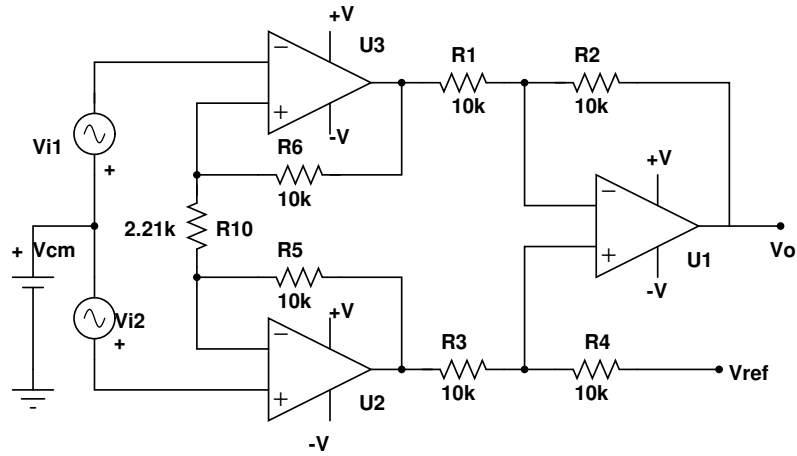 +V
U3
−
+
-V
R1
10k
R2
10k
Vi1
+
R6
10k
+V
−
+
U1
-V
Vo
2.21k
R10
+
Vcm
R5
10k
Vi2
+
+V
−
+
U2
-V
R3
10k
R4
10k
Vref